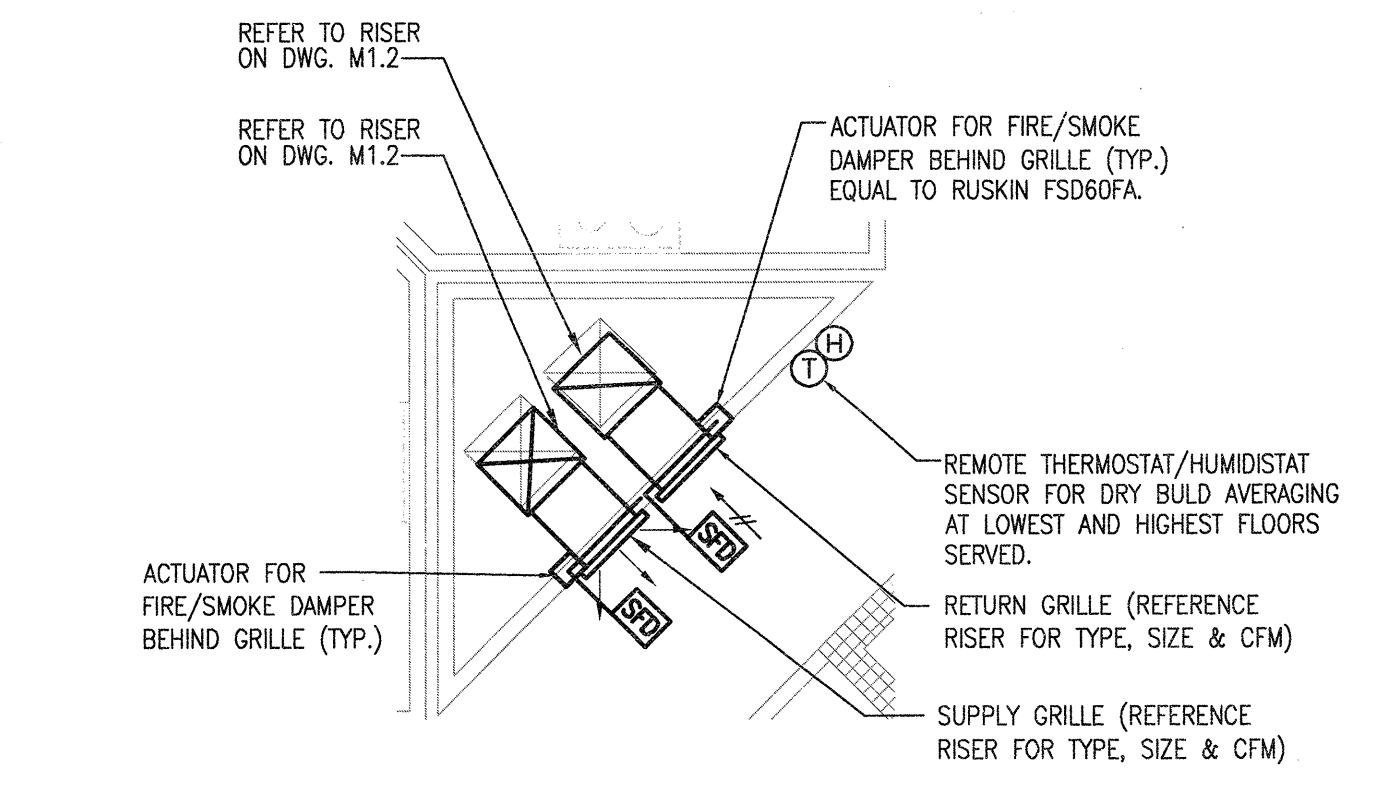 REFER TO RISER
ON DWG. M1.2
REFER TO RISER
ON DWG. M1.2
ACTUATOR FOR FIRE/SMOKE
DAMPER BEHIND GRILLE (TYP.)
EQUAL TO RUSKIN FSD60FA.
H
T
REMOTE THERMOSTAT/HUMIDISTAT
SENSOR FOR DRY BULD AVERAGING
AT LOWEST AND HIGHEST FLOORS
SERVED.
SFD
SFD
ACTUATOR FOR
FIRE/SMOKE DAMPER
BEHIND GRILLE (TYP.)
RETURN GRILLE (REFERENCE
RISER FOR TYPE, SIZE & CFM)
SUPPLY GRILLE (REFERENCE
RISER FOR TYPE, SIZE & CFM)